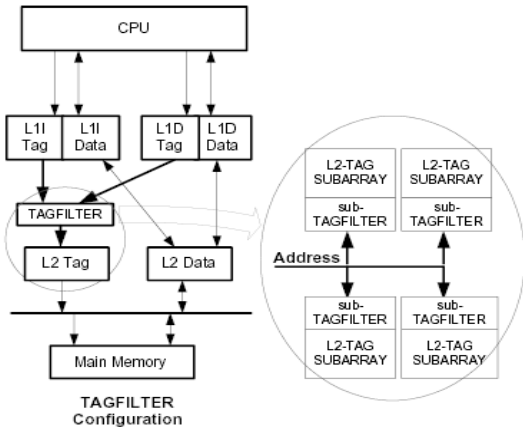 CPU
L1I
Tag
L1I
Data
L1D
Tag
L1D
Data
TAGFILTER
L2 Tag
L2 Data
Main Memory
TAGFILTER
Configuration
L2-TAG
SUBARRAY
sub-
TAGFILTER
L2-TAG
SUBARRAY
sub-
TAGFILTER
Address
sub-
TAGFILTER
L2-TAG
SUBARRAY
sub-
TAGFILTER
L2-TAG
SUBARRAY